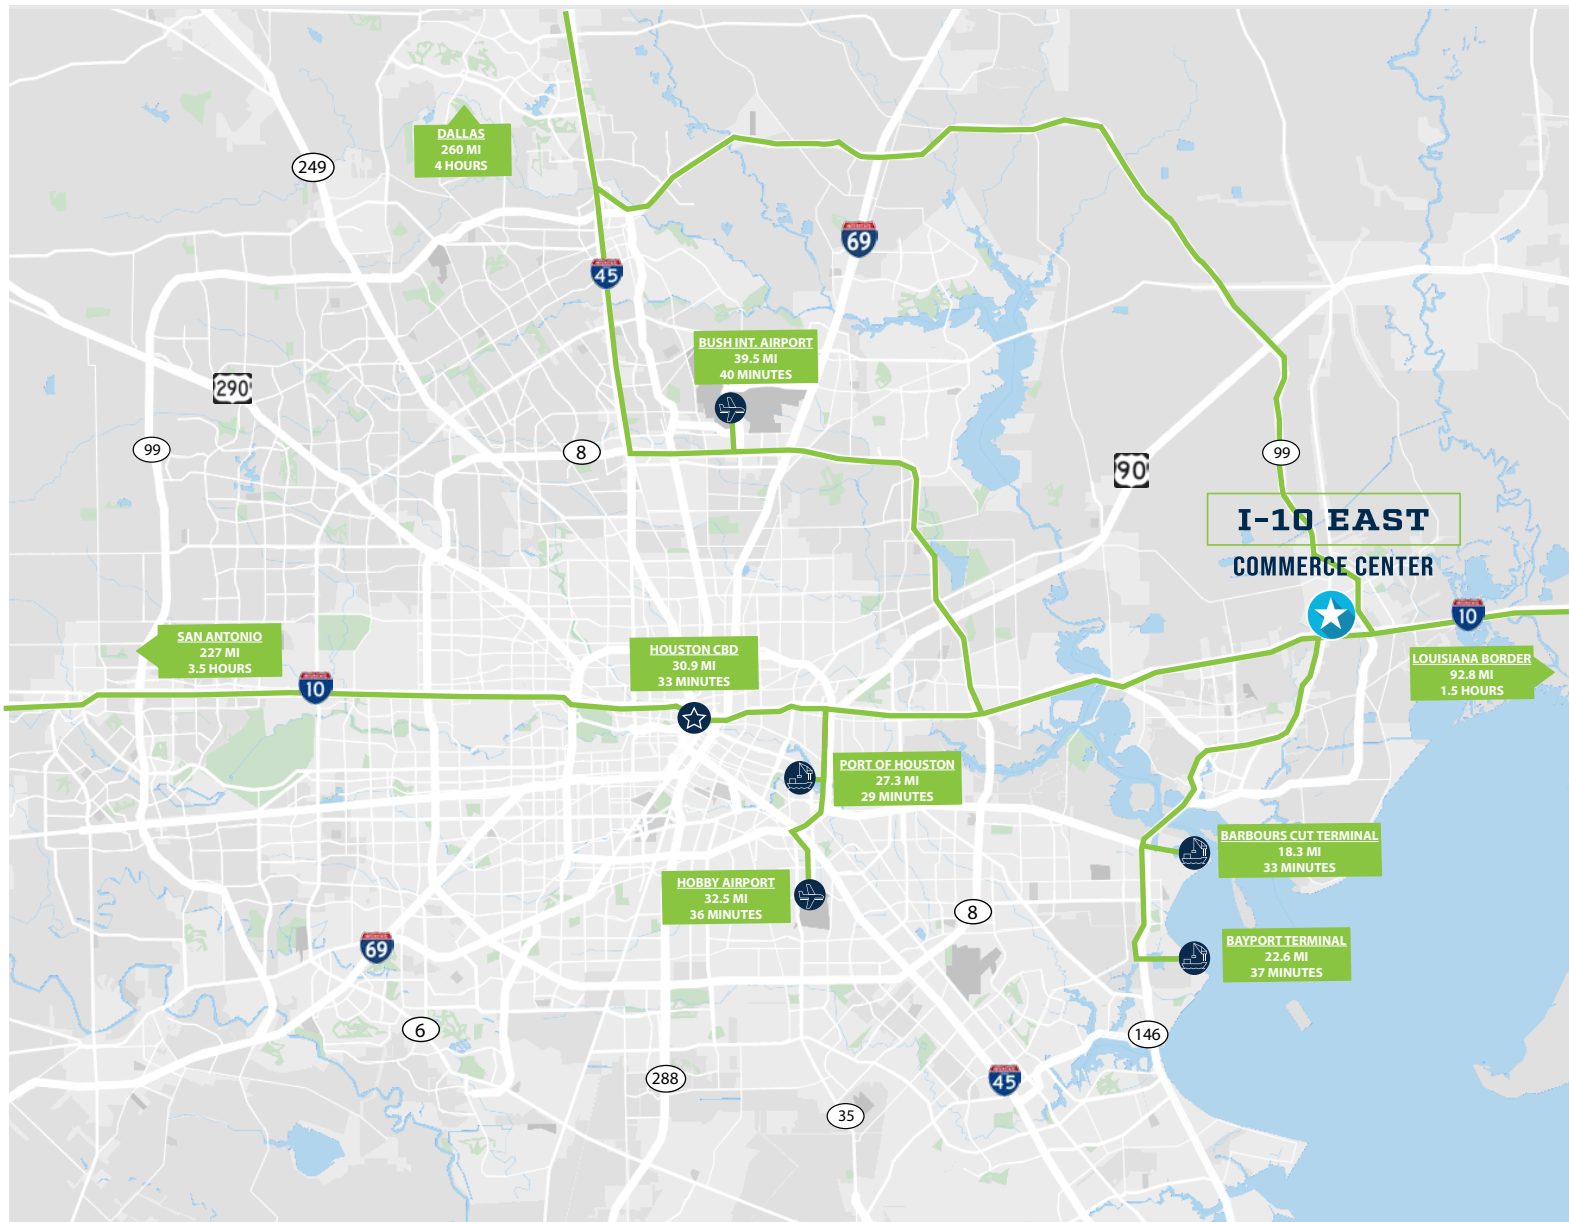 DALLAS
260 MI
4 HOURS
249
69
45
BUSH INT. AIRPORT
39.5 MI
40 MINUTES
290
99
8
90
99
I-10 EAST
COMMERCE CENTER
10
SAN ANTONIO
227 MI
3.5 HOURS
HOUSTON CBD
30.9 MI
33 MINUTES
LOUISIANA BORDER
92.8 MI
1.5 HOURS
10
PORT OF HOUSTON
27.3 MI
29 MINUTES
BARBOURS CUT TERMINAL
18.3 MI
33 MINUTES
HOBBY AIRPORT
32.5 MI
36 MINUTES
8
69
BAYPORT TERMINAL
22.6 MI
37 MINUTES
6
146
288
45
35